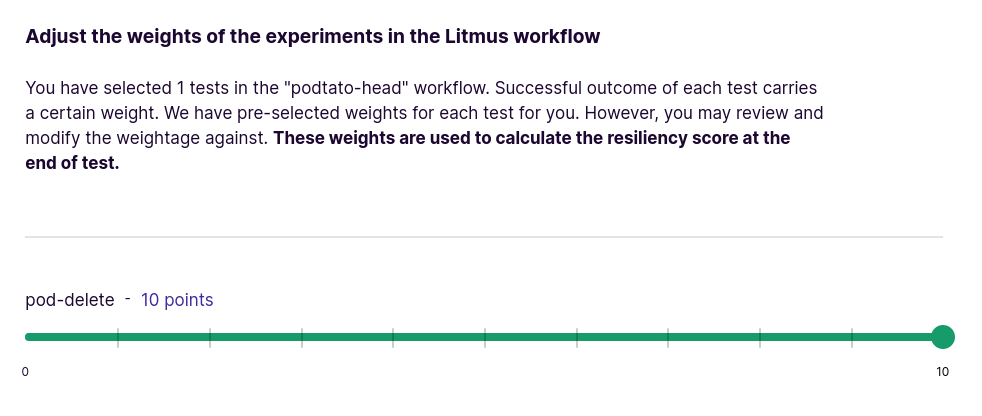 Adjust the weights of the experiments in the Litmus workflow
You have selected 1 tests in the "podtato-head" workflow. Successful outcome of each test carries
a certain weight. We have pre-selected weights for each test for you. However, you may review and
modify the weightage against. These weights are used to calculate the resiliency score at the
end of test.
pod-delete - 10 points
0 10